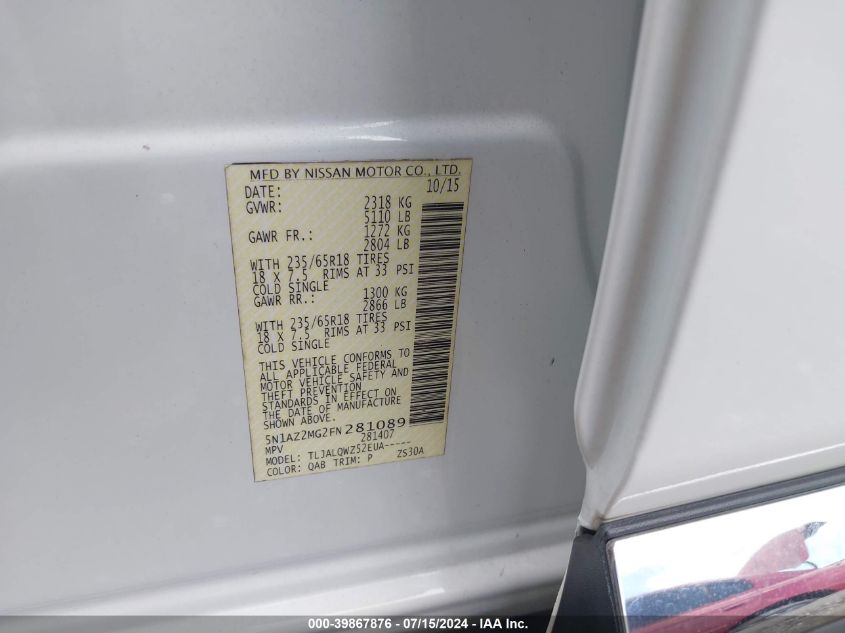 MFD BY NISSAN MOTOR CO., LTD.
DATE: 10/15
GVWR: 2318 KG
5110 LB
GAWR FR.: 1272 KG
2804 LB
WITH 235/65R18 TIRES
18 X 7.5 RIMS AT 33 PSI
COLD SINGLE
GAWR RR.: 1300 KG
2866 LB
WITH 235/65R18 TIRES
18 X 7.5 RIMS AT 33 PSI
COLD SINGLE
THIS VEHICLE CONFORMS TO
ALL APPLICABLE FEDERAL
MOTOR VEHICLE SAFETY AND
THEFT PREVENTION
STANDARDS IN EFFECT ON
THE DATE OF MANUFACTURE
SHOWN ABOVE.
5N1AZ2MG2FN281089
MPV 281407
MODEL: TLJALQWZ52EUA-----
COLOR: QAB TRIM: P ZS30A
000-39867876 - 07/15/2024 - IAA Inc.